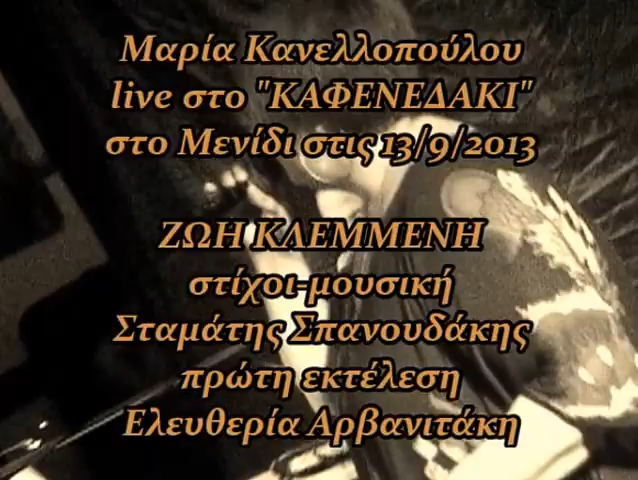 Μαρία Κανελλοπούλου
live στο "ΚΑΦΕΝΕΔΑΚΙ"
στο Μενίδι στις 13/9/2013
ΖΩΗ ΚΛΕΜΜΕΝΗ
στίχοι-μουσική
Σταμάτης Σπανουδάκης
πρώτη εκτέλεση
Ελευθερία Αρβανιτάκη